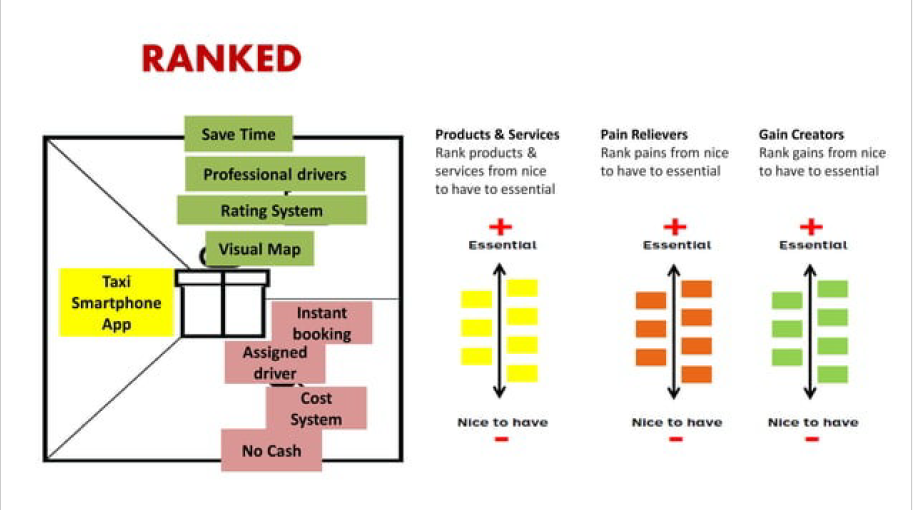 RANKED
Save Time
Professional drivers
Rating System
Visual Map
Taxi
Smartphone
App
Instant
booking
Assigned
driver
Cost
System
No Cash
Products & Services
Rank products &
services from nice
to have to essential
+
Essential
Nice to have
-
Pain Relievers
Rank pains from nice
to have to essential
+
Essential
Nice to have
-
Gain Creators
Rank gains from nice
to have to essential
+
Essential
Nice to have
-